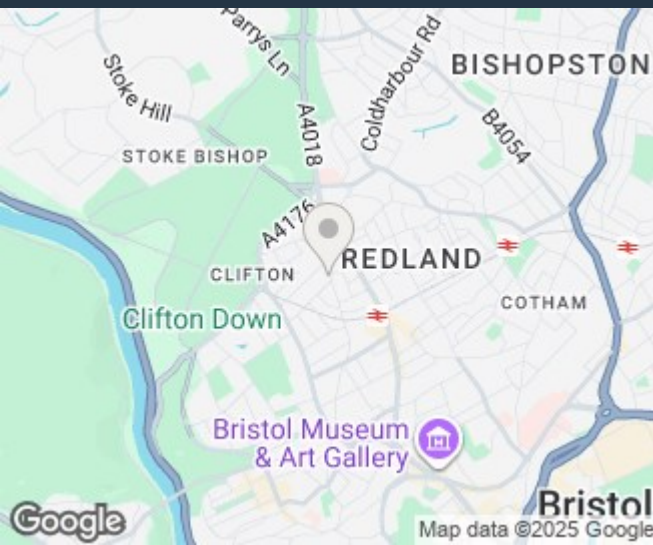 Parrys Ln
Coldharbour Rd
BISHOPSTON
Stoke Hill
A4018
B4054
STOKE BISHOP
A4176
REDLAND
CLIFTON
COTHAM
Clifton Down
Bristol Museum
& Art Gallery
Bristol
Google
Map data ©2025 Google